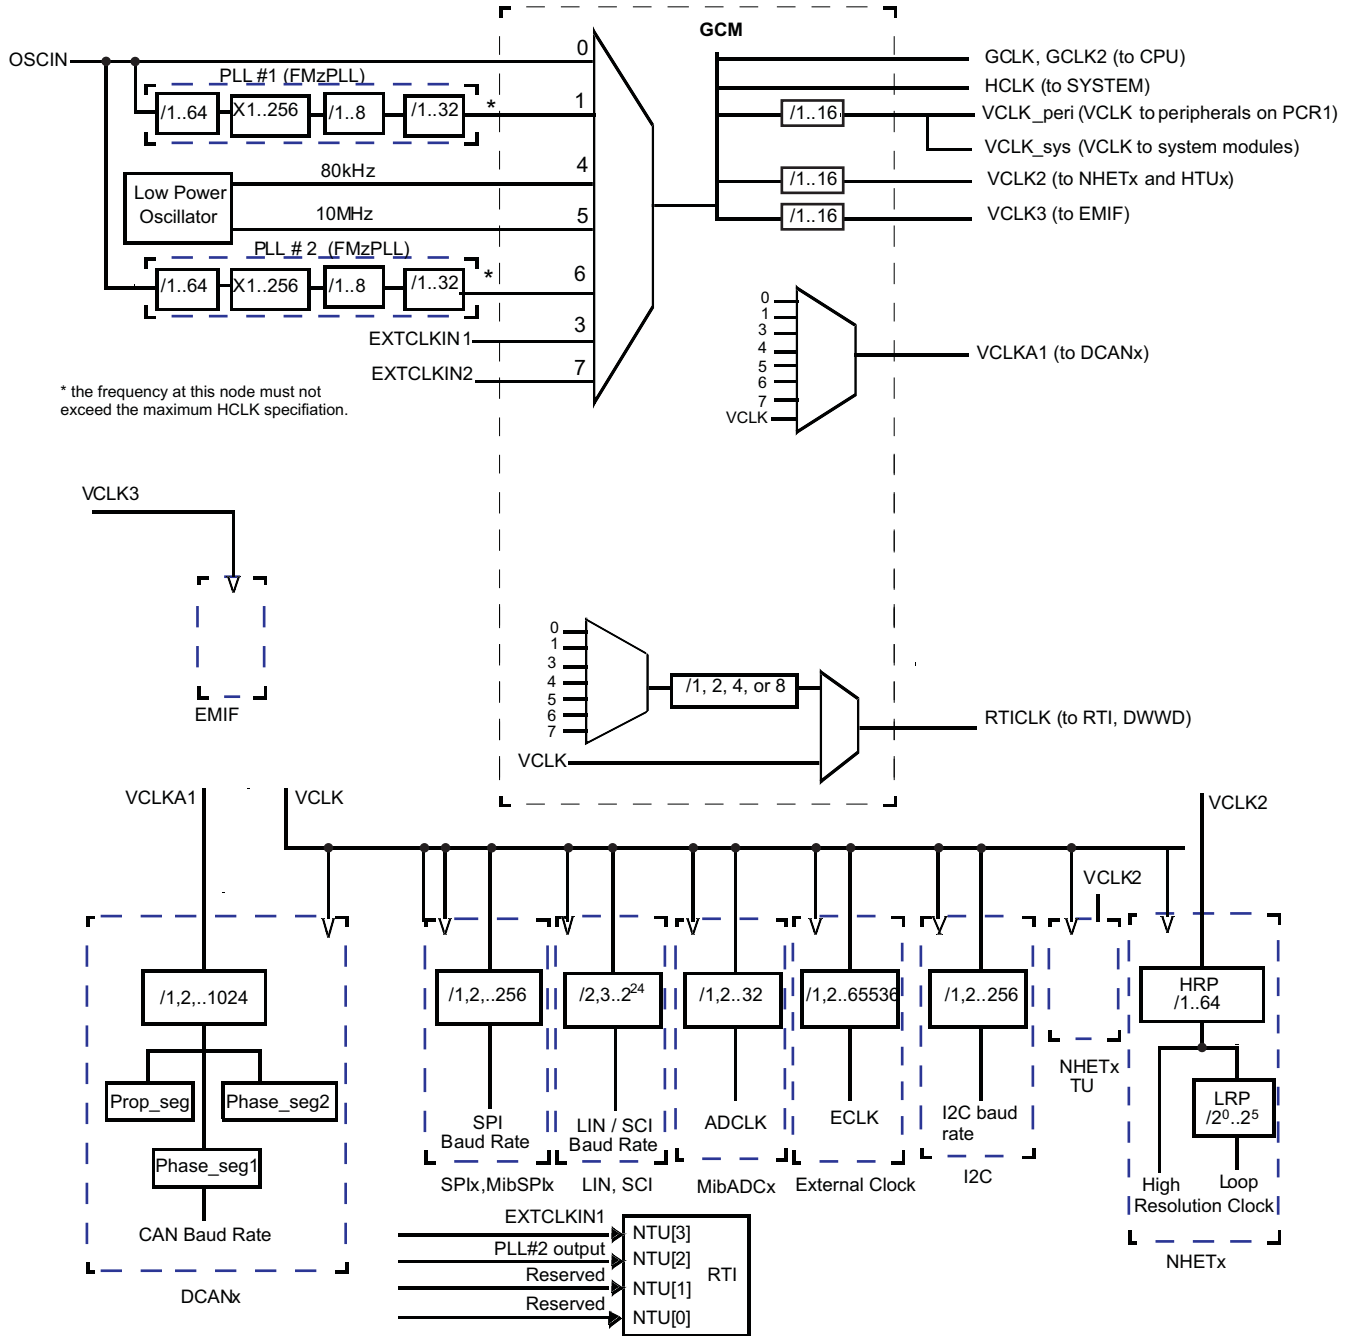 GCM
OSCIN
0
PLL #1 (FMzPLL)
/1..64
X1..256
/1..8
/1..32
*
1
GCLK, GCLK2 (to CPU)
HCLK (to SYSTEM)
/1..16
VCLK_peri (VCLK to peripherals on PCR1)
VCLK_sys (VCLK to system modules)
/1..16
VCLK2 (to NHETx and HTUx)
/1..16
VCLK3 (to EMIF)
Low Power
Oscillator
80kHz
4
10MHz
5
PLL # 2 (FMzPLL)
/1..64
X1..256
/1..8
/1..32
*
6
EXTCLKIN1
3
EXTCLKIN2
7
* the frequency at this node must not
exceed the maximum HCLK specifiation.
0
1
3
4
5
6
7
VCLK
VCLKA1 (to DCANx)
VCLK3
EMIF
0
1
3
4
5
6
7
/1, 2, 4, or 8
VCLK
RTICLK (to RTI, DWWD)
VCLKA1
VCLK
VCLK2
VCLK2
/1,2,..1024
Prop_seg
Phase_seg2
Phase_seg1
CAN Baud Rate
DCANx
/1,2,..256
SPI
Baud Rate
SPIx,MibSPIx
/2,3..2²⁴
LIN / SCI
Baud Rate
LIN, SCI
/1,2..32
ADCLK
MibADCx
/1,2..65536
ECLK
External Clock
/1,2..256
I2C baud
rate
I2C
NHETx
TU
HRP
/1..64
LRP
/2⁰..2⁵
High
Loop
Resolution Clock
NHETx
EXTCLKIN1
NTU[3]
PLL#2 output
NTU[2]
RTI
Reserved
NTU[1]
Reserved
NTU[0]